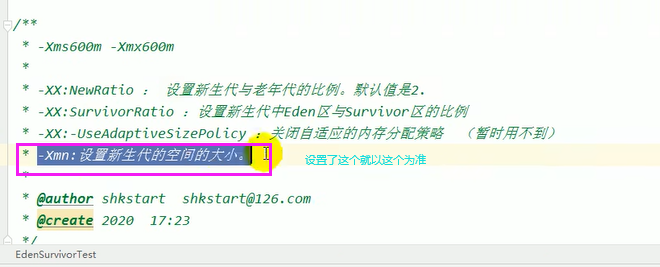 /**
* -Xms600m -Xmx600m
*
* -XX:NewRatio : 设置新生代与老年代的比例。默认值是2.
* -XX:SurvivorRatio :设置新生代中Eden区与Survivor区的比例
* -XX:-UseAdaptiveSizePolicy :关闭自适应的内存分配策略 (暂时用不到)
* -Xmn:设置新生代的空间的大小。 设置了这个就以这个为准
*
* @author shkstart shkstart@126.com
* @create 2020 17:23
*/
EdenSurvivorTest